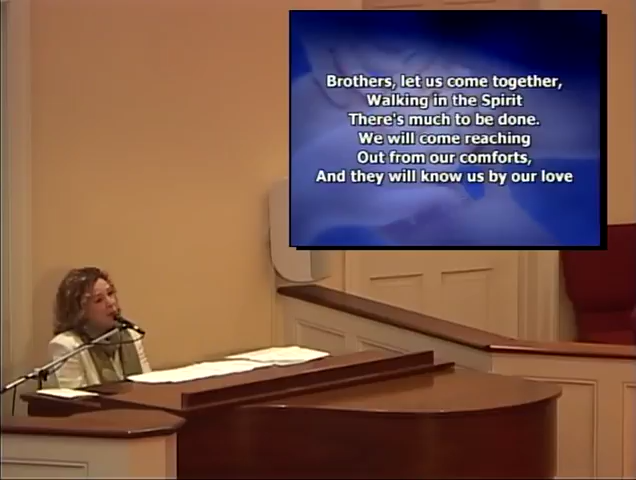 Brothers, let us come together,
Walking in the Spirit
There's much to be done.
We will come reaching
Out from our comforts,
And they will know us by our love